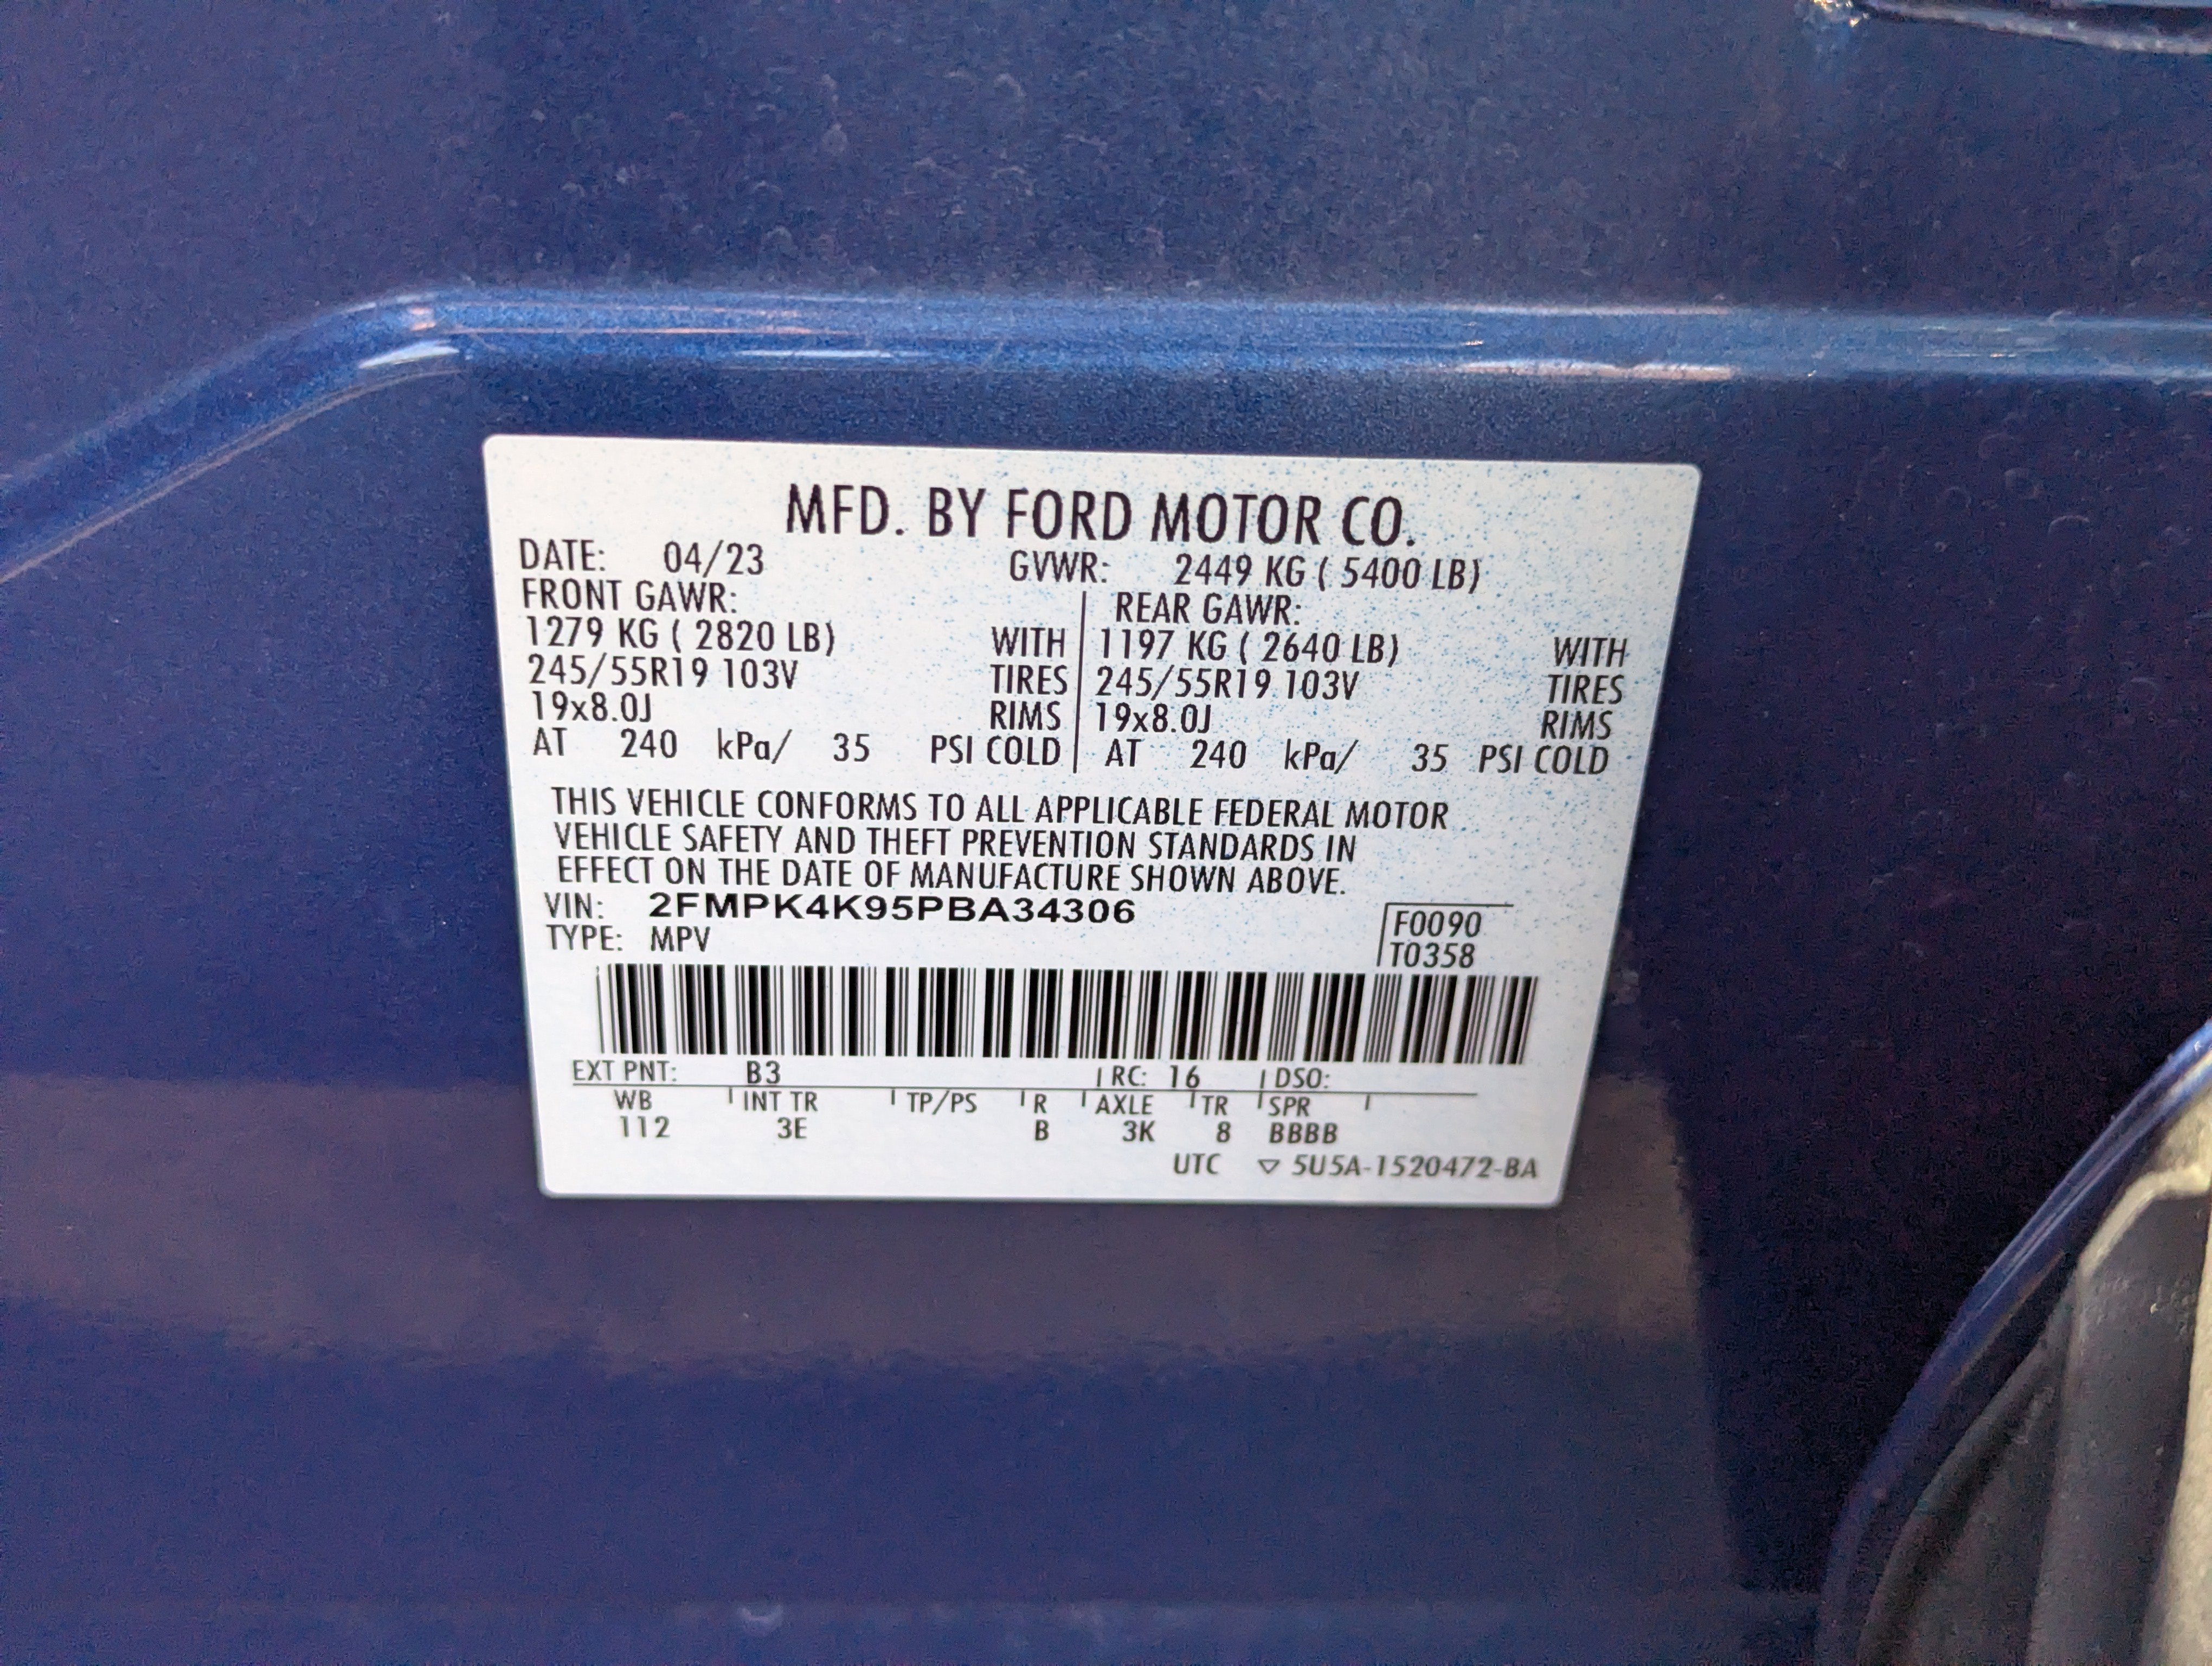 MFD. BY FORD MOTOR CO.
DATE: 04/23 GVWR: 2449 KG ( 5400 LB)
FRONT GAWR: REAR GAWR:
1279 KG ( 2820 LB) WITH 1197 KG ( 2640 LB) WITH
245/55R19 103V TIRES 245/55R19 103V TIRES
19x8.0J RIMS 19x8.0J RIMS
AT 240 kPa/ 35 PSI COLD AT 240 kPa/ 35 PSI COLD
THIS VEHICLE CONFORMS TO ALL APPLICABLE FEDERAL MOTOR
VEHICLE SAFETY AND THEFT PREVENTION STANDARDS IN
EFFECT ON THE DATE OF MANUFACTURE SHOWN ABOVE.
VIN: 2FMPK4K95PBA34306 F0090
TYPE: MPV T0358
EXT PNT: B3 RC: 16 DSO:
WB INT TR TP/PS R AXLE TR SPR
112 3E B 3K 8 BBBB
UTC ▽ 5U5A-1520472-BA